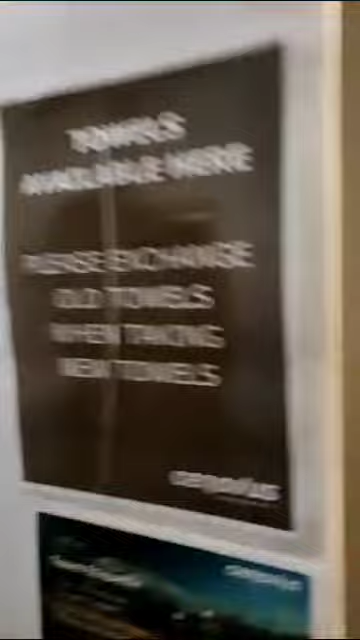 TOWELS
AVAILABLE HERE
PLEASE EXCHANGE
OLD TOWELS
WHEN TAKING
NEW TOWELS